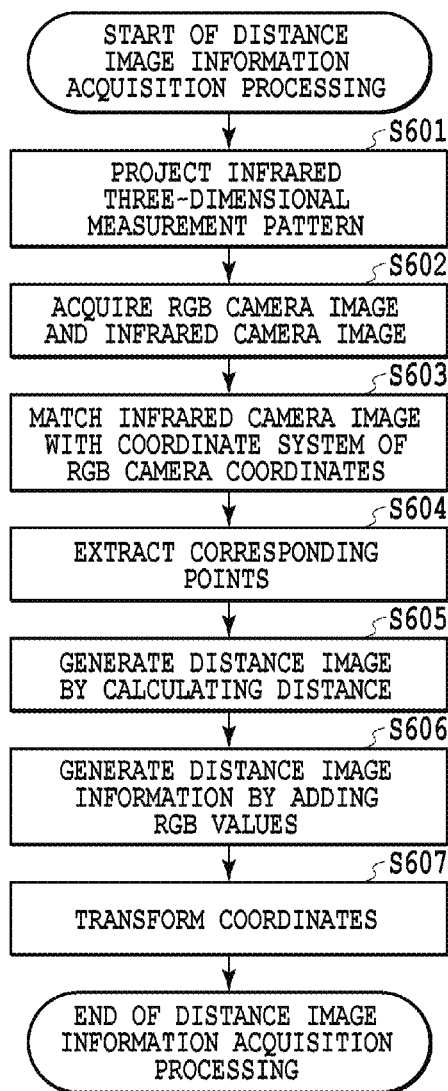 START OF DISTANCE
IMAGE INFORMATION
ACQUISITION PROCESSING
S601
PROJECT INFRARED
THREE-DIMENSIONAL
MEASUREMENT PATTERN
S602
ACQUIRE RGB CAMERA IMAGE
AND INFRARED CAMERA IMAGE
S603
MATCH INFRARED CAMERA IMAGE
WITH COORDINATE SYSTEM OF
RGB CAMERA COORDINATES
S604
EXTRACT CORRESPONDING
POINTS
S605
GENERATE DISTANCE IMAGE
BY CALCULATING DISTANCE
S606
GENERATE DISTANCE IMAGE
INFORMATION BY ADDING
RGB VALUES
S607
TRANSFORM COORDINATES
END OF DISTANCE IMAGE
INFORMATION ACQUISITION
PROCESSING